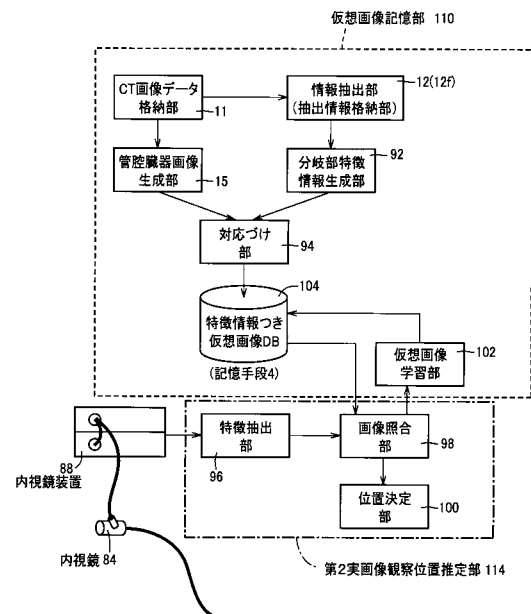 仮想画像記憶部 110
CT画像データ
格納部
11
情報抽出部
(抽出情報格納部)
12(12f)
管腔臓器画像
生成部
15
分岐部特徴
情報生成部
92
対応づけ
部
94
104
特徴情報つき
仮想画像DB
(記憶手段4)
仮想画像
学習部
102
特徴抽出
部
96
画像照合
部
98
88
内視鏡装置
位置決定
部
100
内視鏡 84
第2実画像観察位置推定部 114